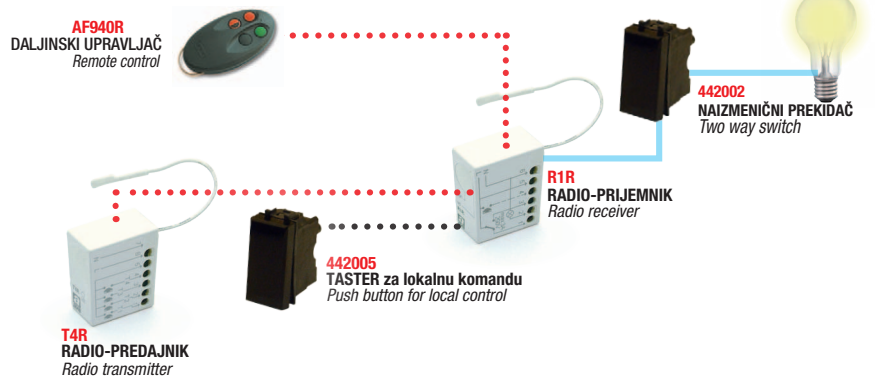 AF940R
DALJINSKI UPRAVLJAČ
Remote control
442002
NAIZMENIČNI PREKIDAČ
Two way switch
R1R
RADIO-PRIJEMNIK
Radio receiver
442005
TASTER za lokalnu komandu
Push button for local control
T4R
RADIO-PREDAJNIK
Radio transmitter